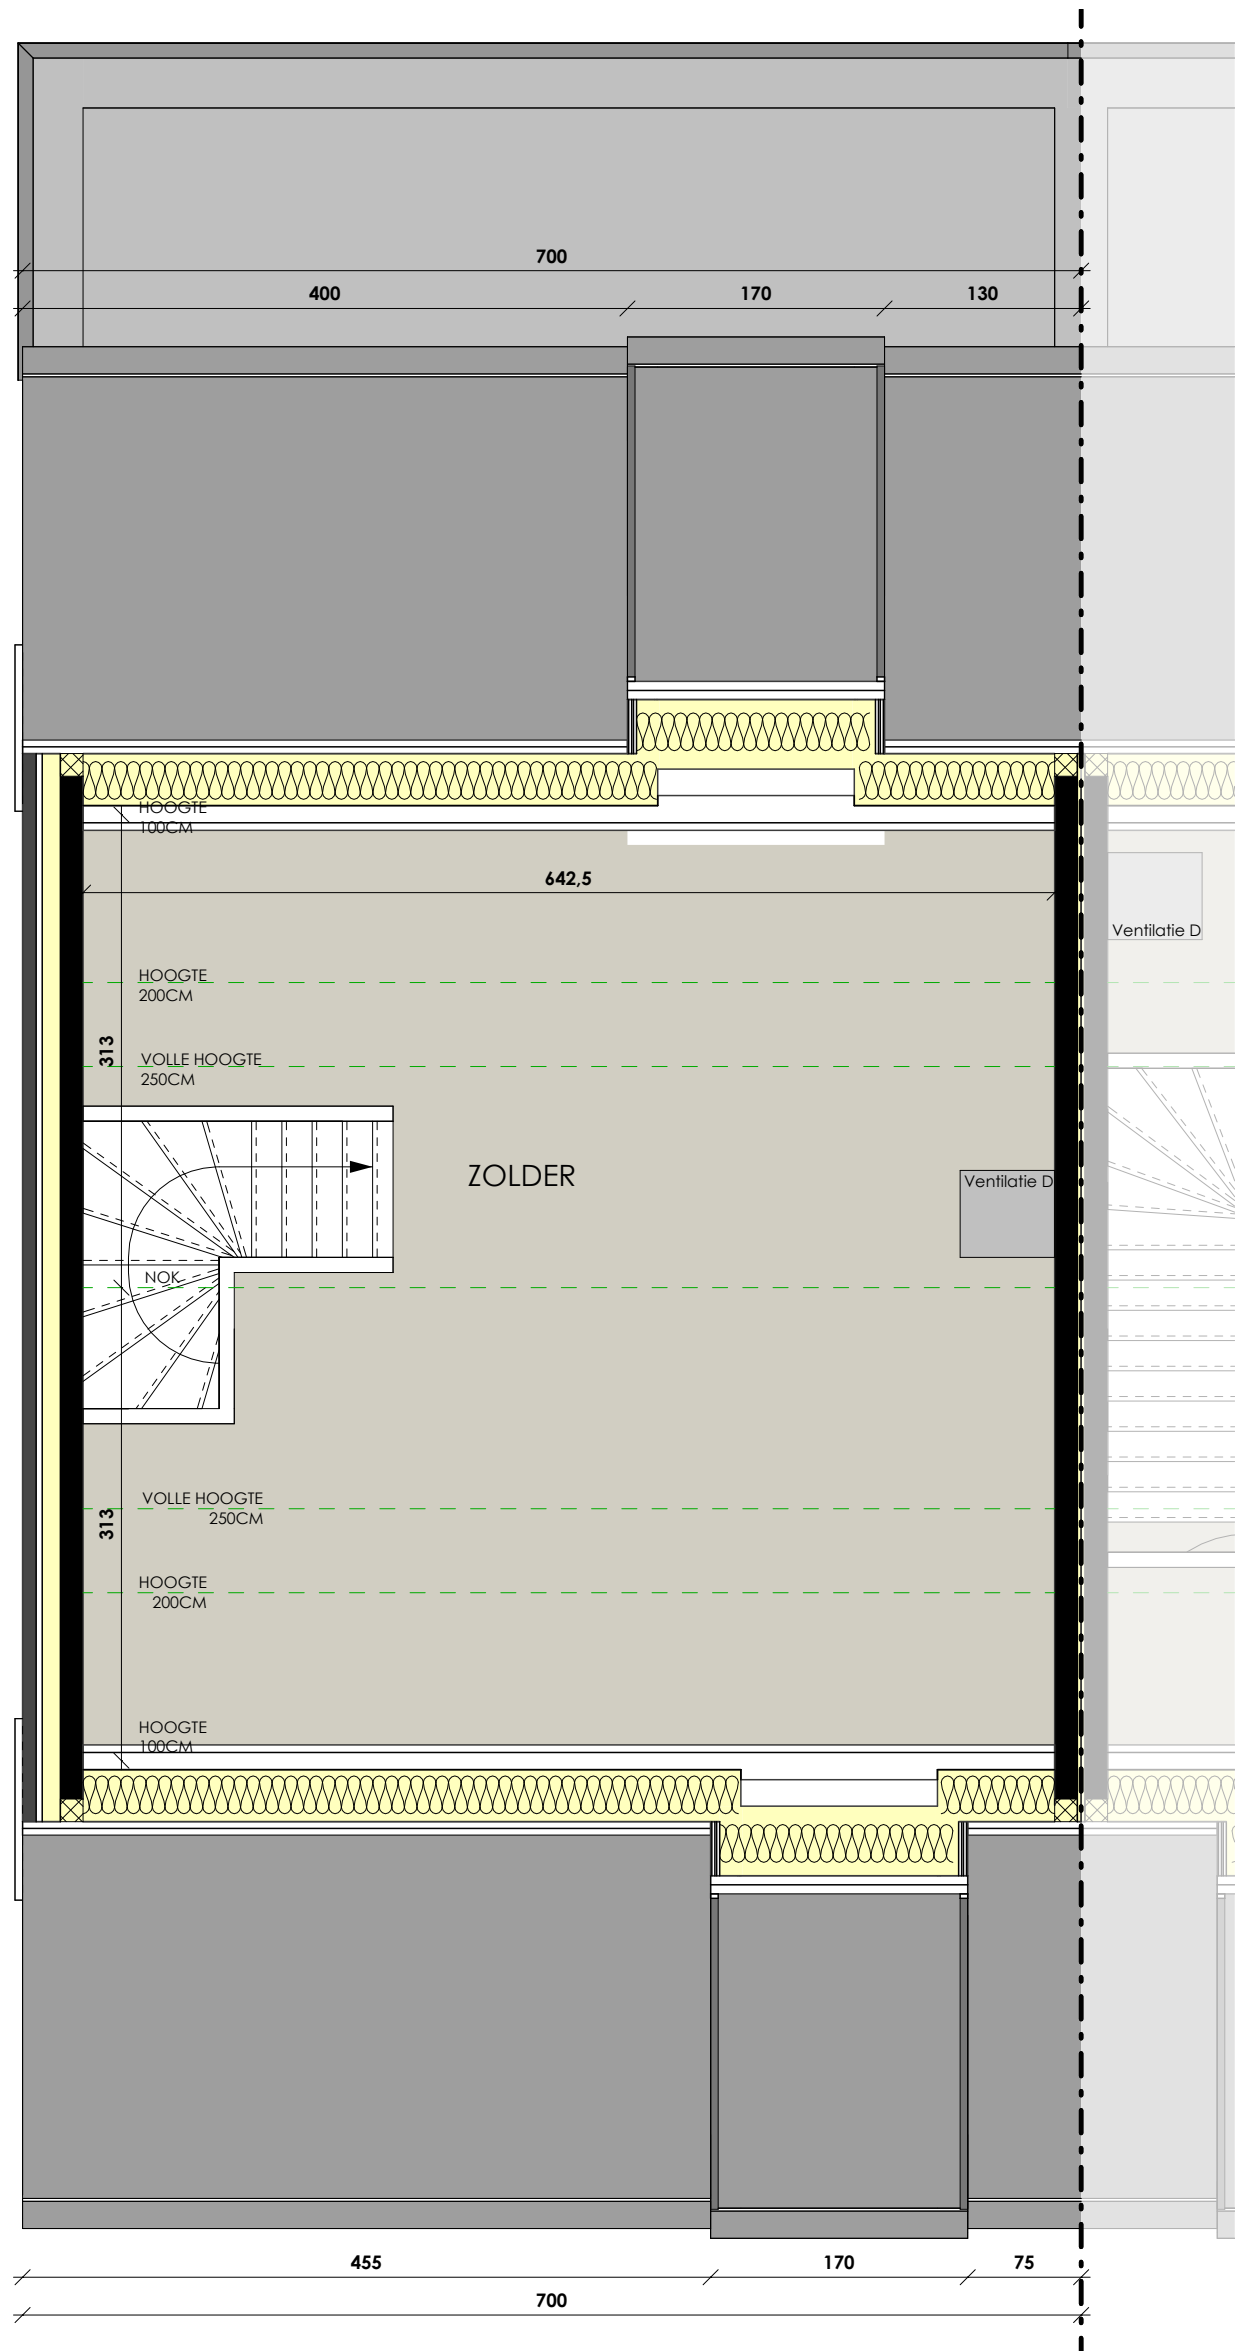 700
400
170
130
HOOGTE
100CM
642,5
Ventilatie D
HOOGTE
200CM
313
VOLLE HOOGTE
250CM
ZOLDER
Ventilatie D
NOK
VOLLE HOOGTE
250CM
313
HOOGTE
200CM
HOOGTE
100CM
455
170
75
700